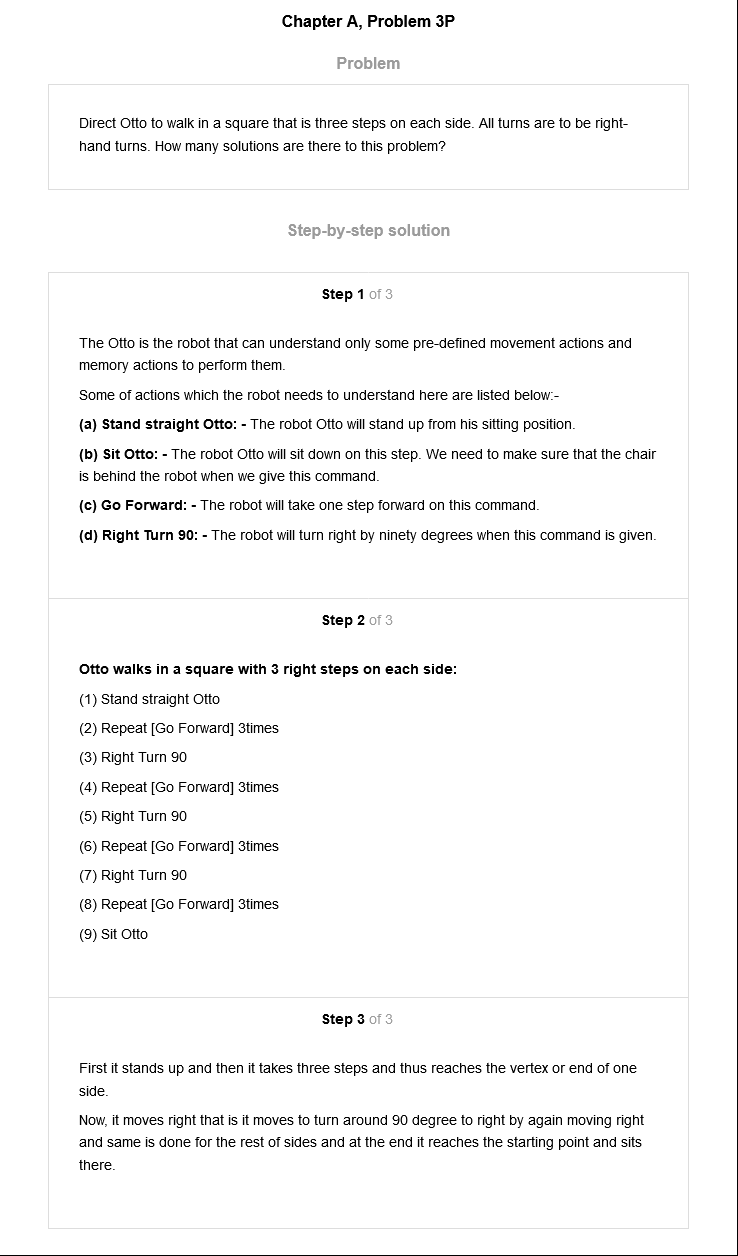 Chapter A, Problem 3P
Problem
Direct Otto to walk in a square that is three steps on each side. All turns are to be right-
hand turns. How many solutions are there to this problem?
Step-by-step solution
Step 1 of 3
The Otto is the robot that can understand only some pre-defined movement actions and
memory actions to perform them.
Some of actions which the robot needs to understand here are listed below:-
(a) Stand straight Otto: - The robot Otto will stand up from his sitting position.
(b) Sit Otto: - The robot Otto will sit down on this step. We need to make sure that the chair
is behind the robot when we give this command.
(c) Go Forward: - The robot will take one step forward on this command.
(d) Right Turn 90: - The robot will turn right by ninety degrees when this command is given.
Step 2 of 3
Otto walks in a square with 3 right steps on each side:
(1) Stand straight Otto
(2) Repeat [Go Forward] 3times
(3) Right Turn 90
(4) Repeat [Go Forward] 3times
(5) Right Turn 90
(6) Repeat [Go Forward] 3times
(7) Right Turn 90
(8) Repeat [Go Forward] 3times
(9) Sit Otto
Step 3 of 3
First it stands up and then it takes three steps and thus reaches the vertex or end of one
side.
Now, it moves right that is it moves to turn around 90 degree to right by again moving right
and same is done for the rest of sides and at the end it reaches the starting point and sits
there.